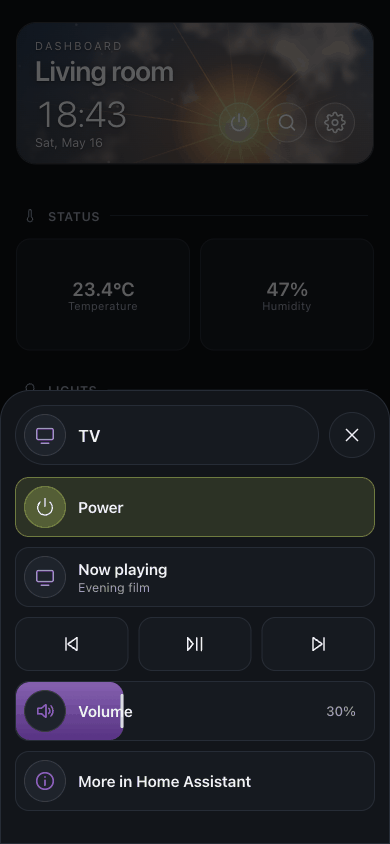 DASHBOARD
Living room
18:43
Sat, May 16
STATUS
23.4°C
Temperature
47%
Humidity
LIGHTS
TV
Power
Now playing
Evening film
Volume
30%
More in Home Assistant